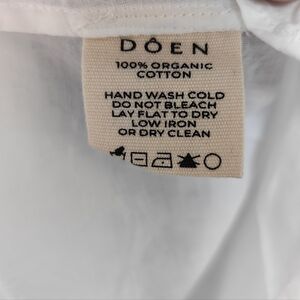 DÔEN
100% ORGANIC
COTTON
HAND WASH COLD
DO NOT BLEACH
LAY FLAT TO DRY
LOW IRON
OR DRY CLEAN